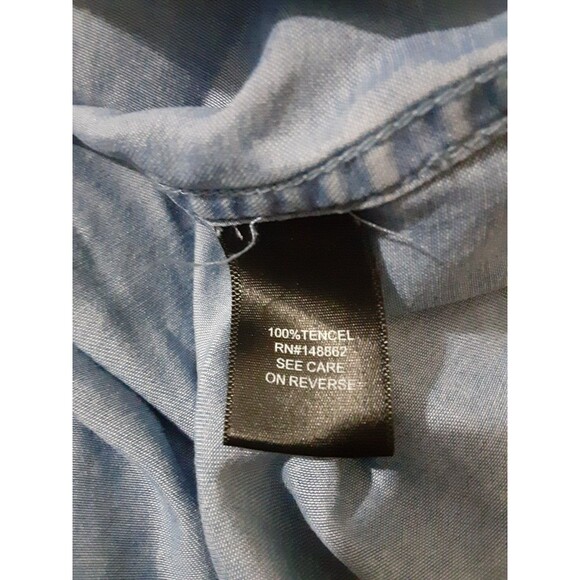 100%TENCEL
RN#148862
SEE CARE
ON REVERSE